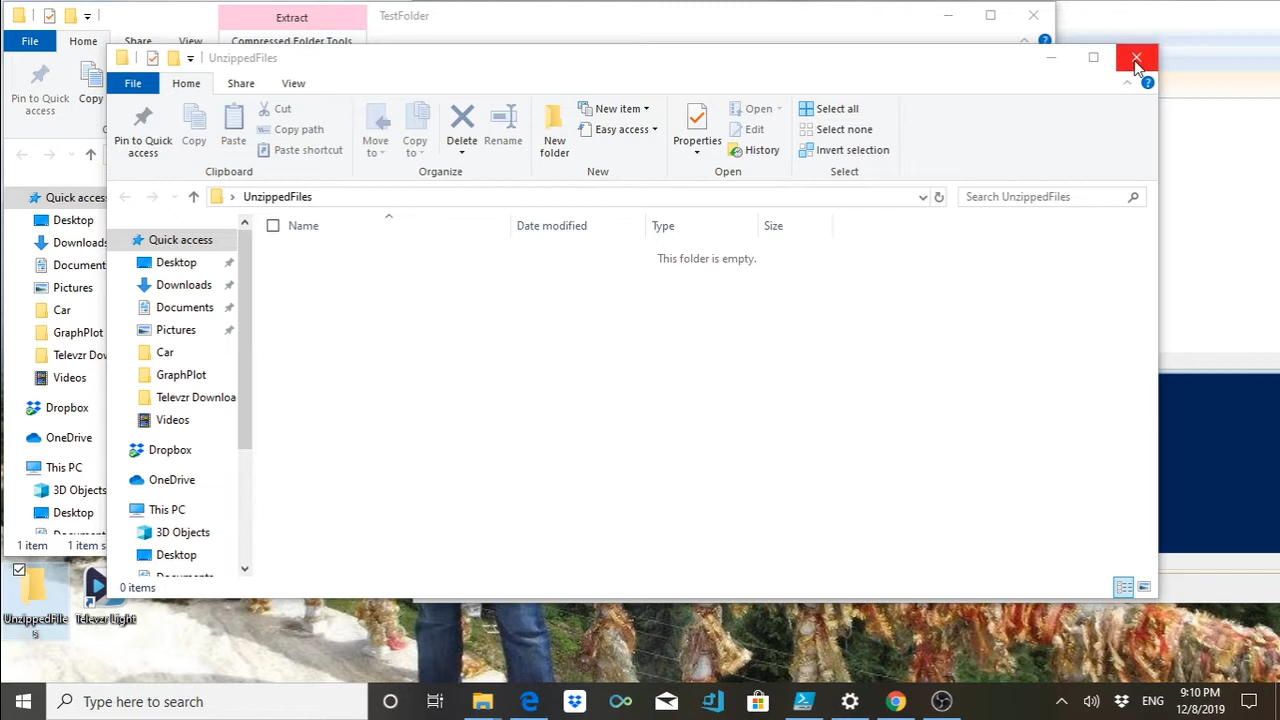 Extract
TestFolder
File
Home
Share
View
Compressed Folder Tools
Pin to Quick
access
Copy
Quick access
Desktop
Downloads
Document
Pictures
Car
GraphPlot
Televzr Dow
Videos
Dropbox
OneDrive
This PC
3D Objects
Desktop
1 item
1 item s
UnzippedFiles
File
Home
Share
View
Pin to Quick
access
Copy
Paste
Cut
Copy path
Paste shortcut
Clipboard
Move
to
Copy
to
Delete
Rename
Organize
New
folder
New item
Easy access
New
Properties
Open
Edit
History
Open
Select all
Select none
Invert selection
Select
UnzippedFiles
Search UnzippedFiles
Name
Date modified
Type
Size
This folder is empty.
Quick access
Desktop
Downloads
Documents
Pictures
Car
GraphPlot
Televzr Downloa
Videos
Dropbox
OneDrive
This PC
3D Objects
Desktop
0 items
UnzippedFile
s
Televzr Light
Type here to search
ENG
9:10 PM
12/8/2019